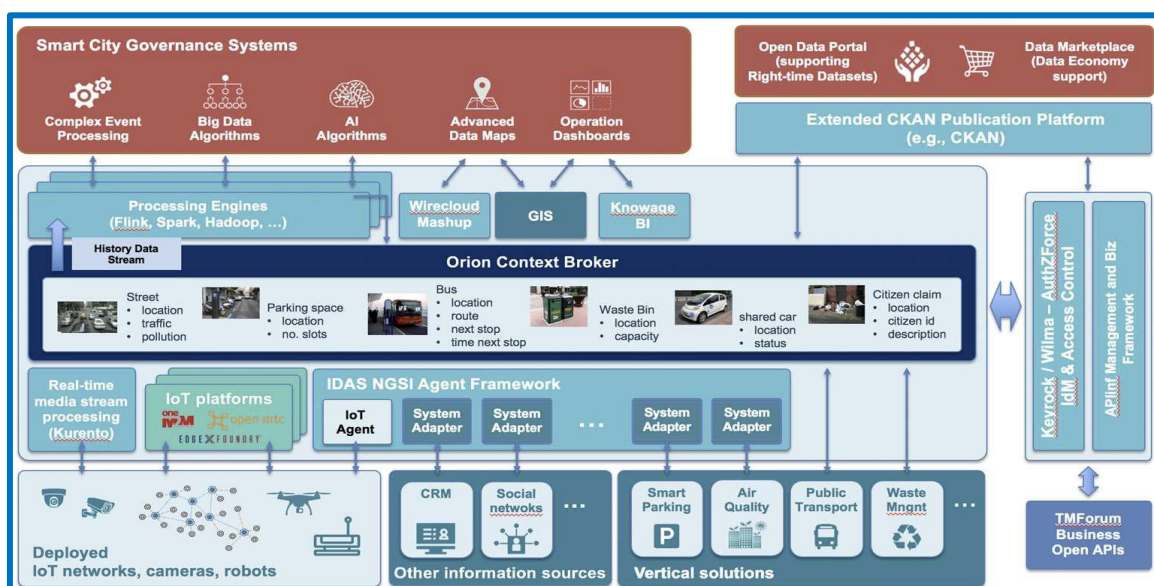 Smart City Governance Systems
Complex Event
Processing
Big Data
Algorithms
AI
Algorithms
Advanced
Data Maps
Operation
Dashboards
Open Data Portal
(supporting
Right-time Datasets)
Data Marketplace
(Data Economy
support)
Extended CKAN Publication Platform
(e.g., CKAN)
Processing Engines
(Flink, Spark, Hadoop, ...)
Wirecloud
Mashup
GIS
Knowage
BI
History Data
Stream
Orion Context Broker
Street
• location
• traffic
• pollution
Parking space
• location
• no. slots
Bus
• location
• route
• next stop
• time next stop
Waste Bin
• location
• capacity
shared car
• location
• status
Citizen claim
• location
• citizen id
• description
Keyrock / Wilma – AuthZForce
IdM & Access Control
APInf Management and Biz
Framework
Real-time
media stream
processing
(Kurento)
IoT platforms
one M2M
open mtc
EDGE X FOUNDRY
IDAS NGSI Agent Framework
IoT
Agent
System
Adapter
System
Adapter
...
System
Adapter
System
Adapter
Deployed
IoT networks, cameras, robots
CRM
Social
netwoks
...
Other information sources
Smart
Parking
P
Air
Quality
Public
Transport
Waste
Mngnt
...
Vertical solutions
TMForum
Business
Open APIs